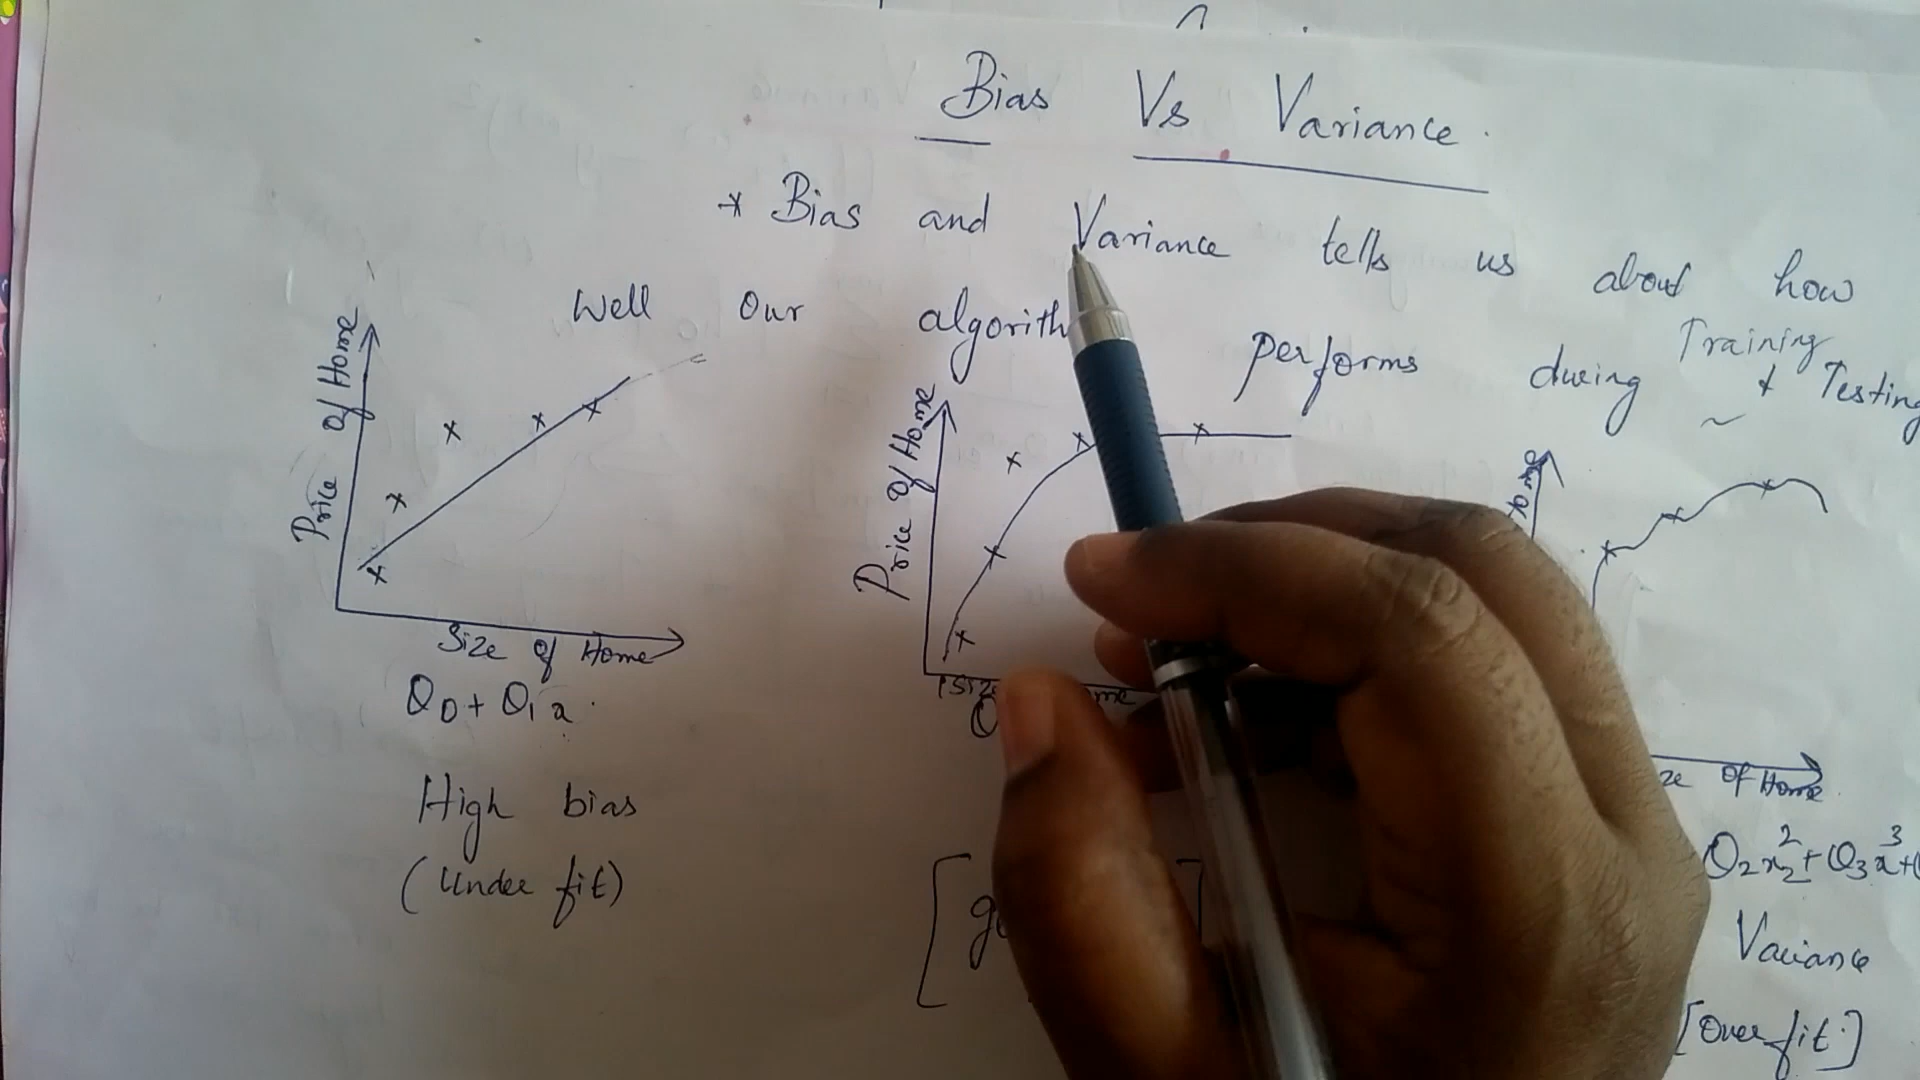 Bias Vs Variance.
* Bias and Variance tells us about how
well our algorith performs during Training + Testing
Price Of Home
Size of Home
Θ0 + Θ1x
High bias
(Under fit)
Price Of Home
Of Home
Θ2x₂² + Θ3x³ +
Variance
[Over fit]